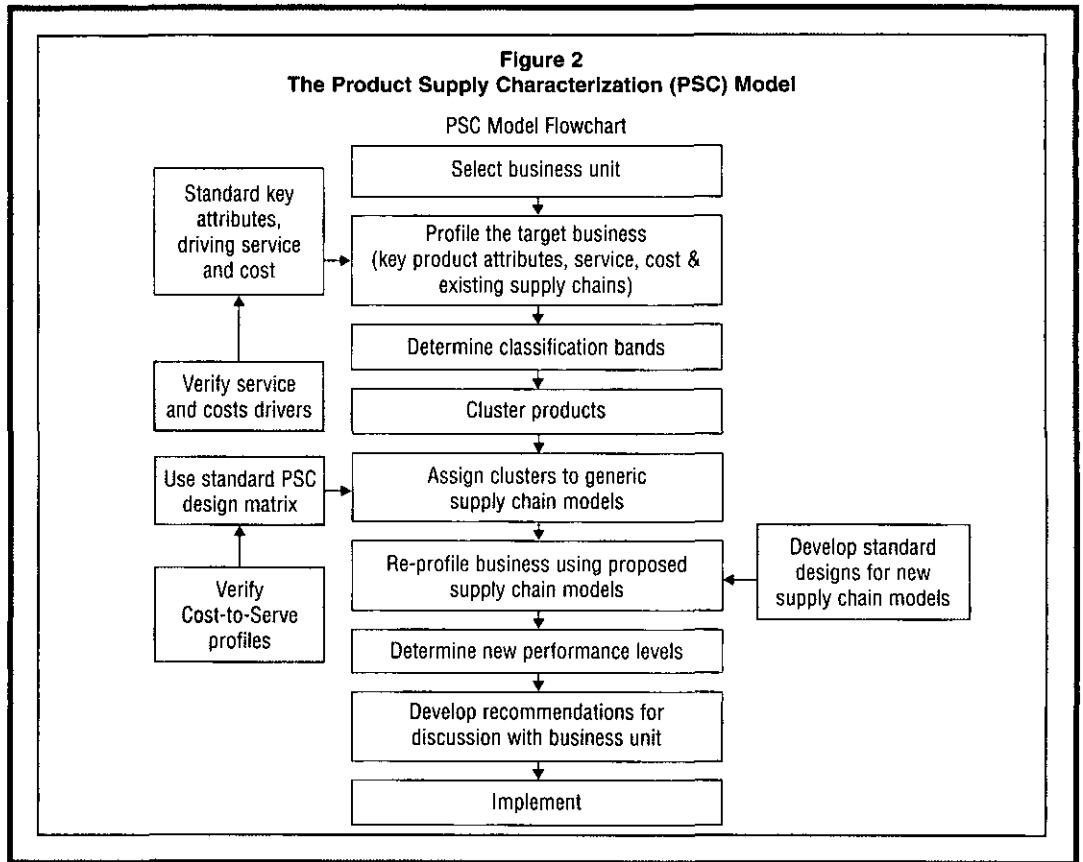 Figure 2
The Product Supply Characterization (PSC) Model
PSC Model Flowchart
Select business unit
Standard key
attributes,
driving service
and cost
Profile the target business
(key product attributes, service, cost &
existing supply chains)
Determine classification bands
Verify service
and costs drivers
Cluster products
Use standard PSC
design matrix
Assign clusters to generic
supply chain models
Verify
Cost-to-Serve
profiles
Re-profile business using proposed
supply chain models
Develop standard
designs for new
supply chain models
Determine new performance levels
Develop recommendations for
discussion with business unit
Implement